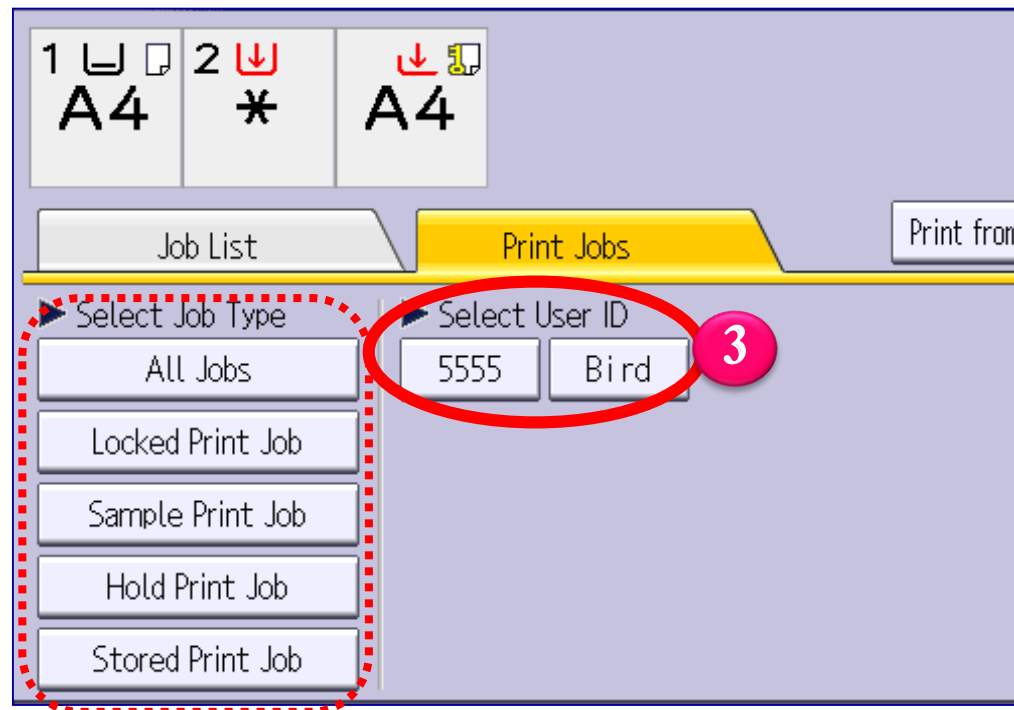 1 2
A4 * A4
Job List Print Jobs Print from
Select Job Type Select User ID
All Jobs 5555 Bird 3
Locked Print Job
Sample Print Job
Hold Print Job
Stored Print Job